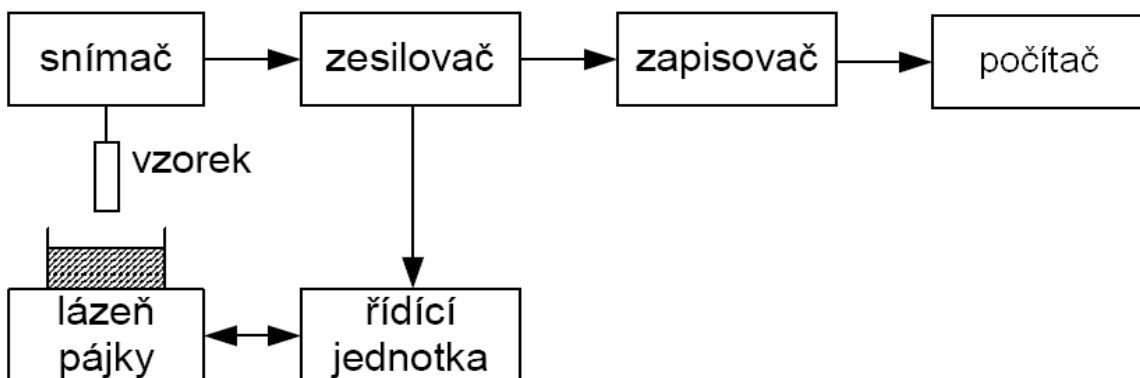 snímač
zesilovač
zapisovač
počítač
vzorek
lázeň
pájky
řídící
jednotka